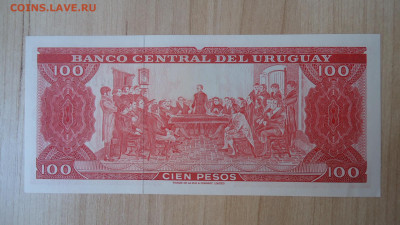 COINS.LAVE.RU
BANCO CENTRAL DEL URUGUAY
100 100
100 100
CIEN PESOS